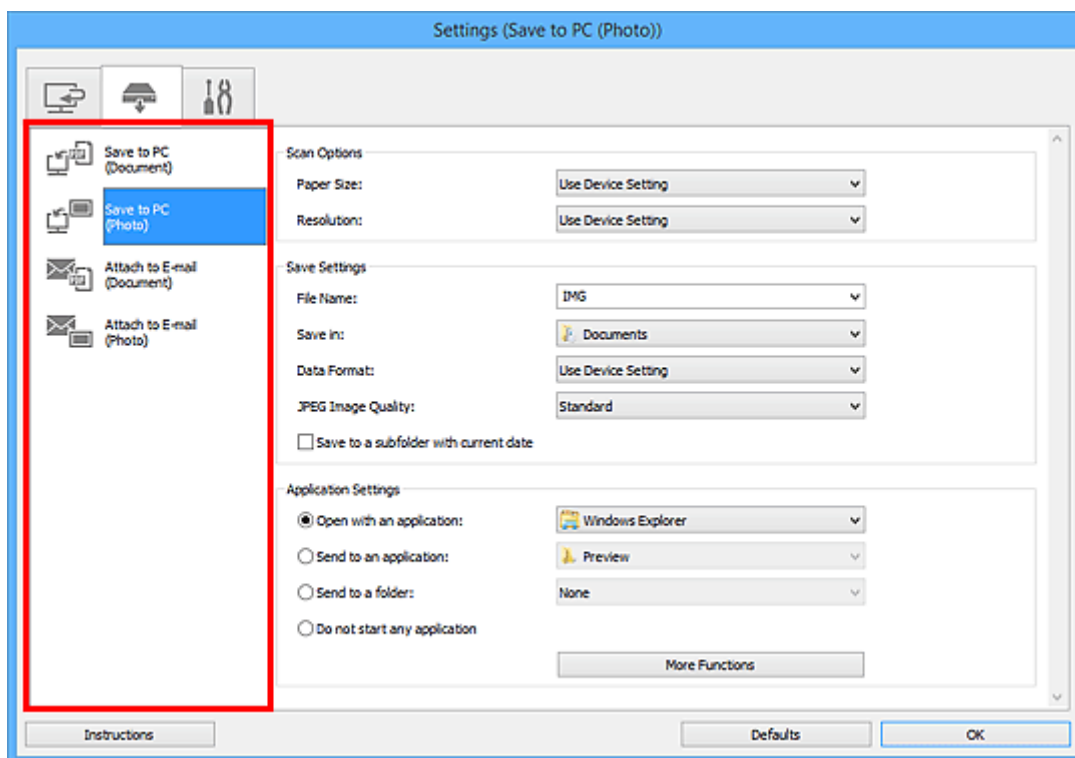 Settings (Save to PC (Photo))
Save to PC
(Document)
Save to PC
(Photo)
Attach to E-mail
(Document)
Attach to E-mail
(Photo)
Scan Options
Paper Size: Use Device Setting
Resolution: Use Device Setting
Save Settings
File Name: IMG
Save in: Documents
Data Format: Use Device Setting
JPEG Image Quality: Standard
Save to a subfolder with current date
Application Settings
Open with an application: Windows Explorer
Send to an application: Preview
Send to a folder: None
Do not start any application
More Functions
Instructions Defaults OK